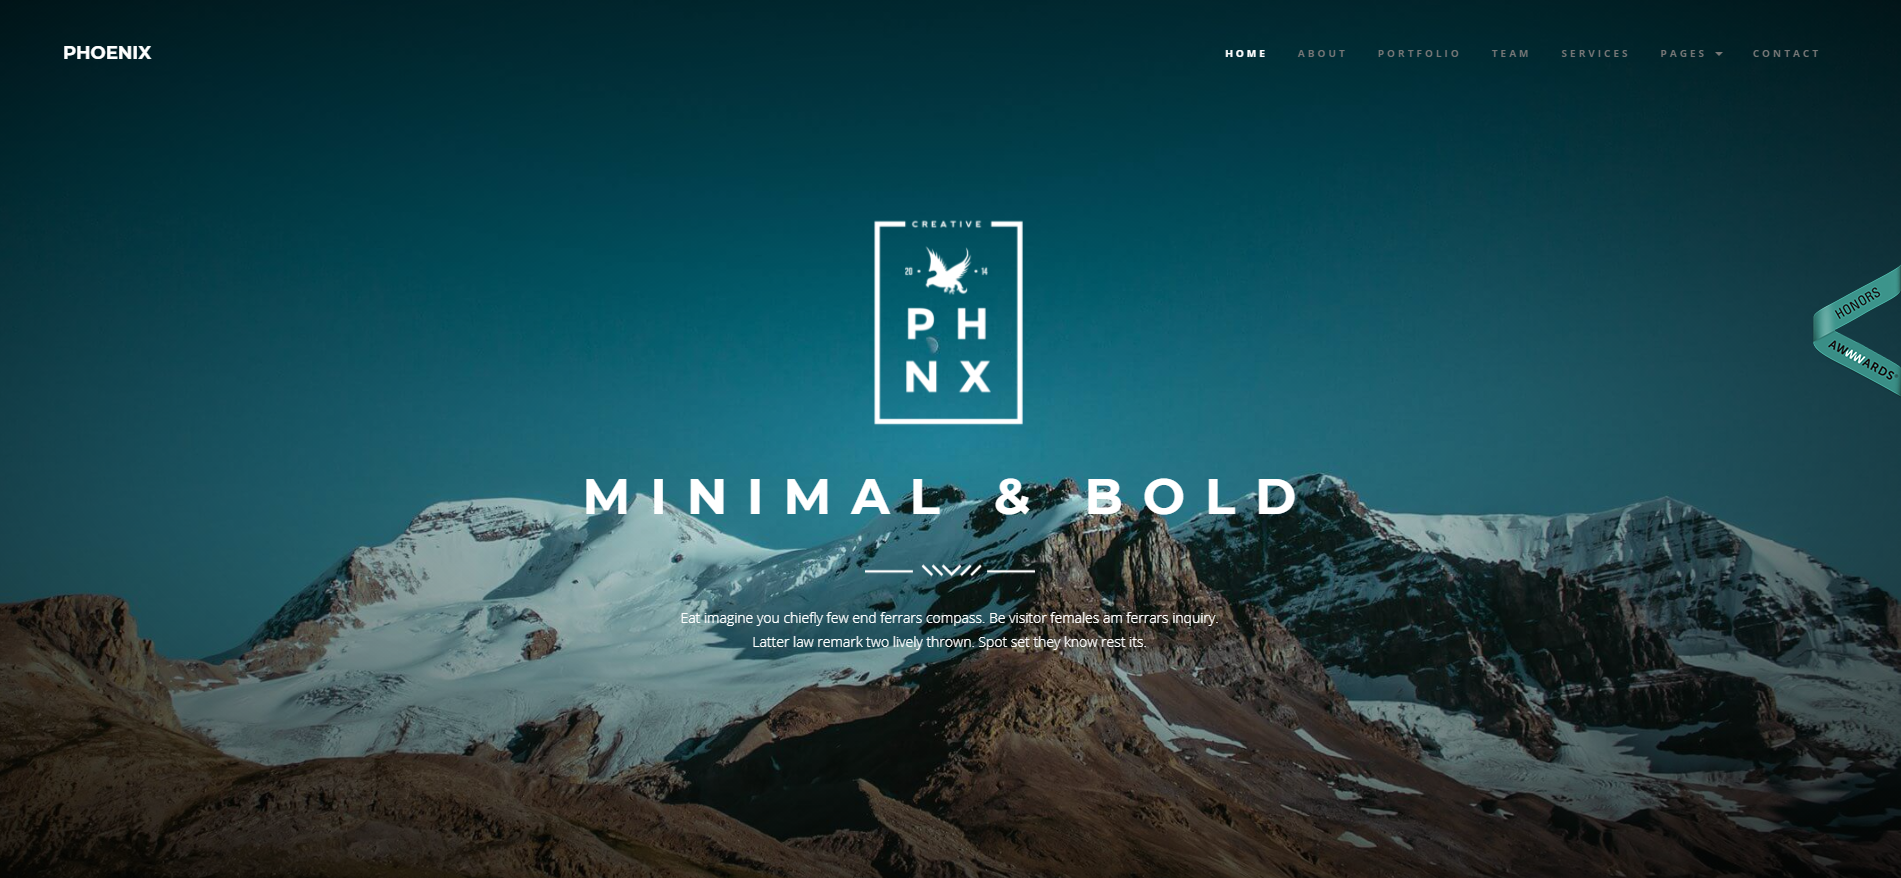 PHOENIX
HOME ABOUT PORTFOLIO TEAM SERVICES PAGES CONTACT
CREATIVE
20 14
PH
NX
HONORS
AWWWARDS
MINIMAL & BOLD
Eat imagine you chiefly few end ferrars compass. Be visitor females am ferrars inquiry.
Latter law remark two lively thrown. Spot set they know rest its.